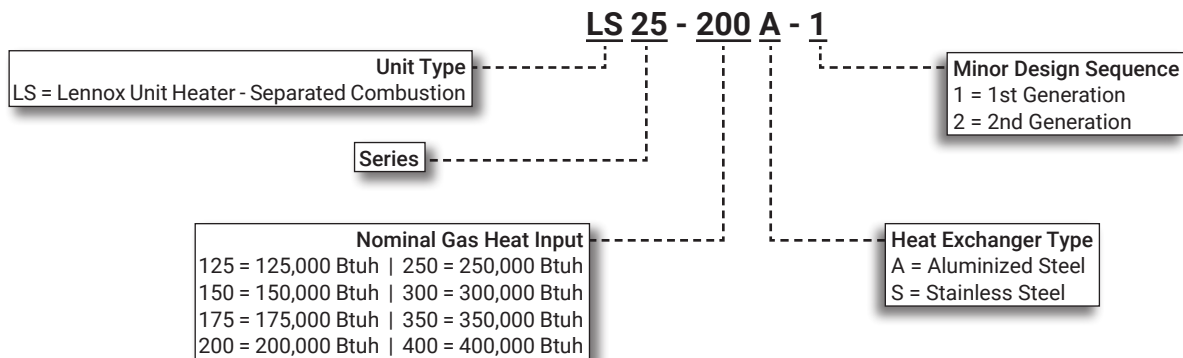 LS 25 - 200 A - 1
Unit Type
LS = Lennox Unit Heater - Separated Combustion
Minor Design Sequence
1 = 1st Generation
2 = 2nd Generation
Series
Nominal Gas Heat Input
125 = 125,000 Btuh | 250 = 250,000 Btuh
150 = 150,000 Btuh | 300 = 300,000 Btuh
175 = 175,000 Btuh | 350 = 350,000 Btuh
200 = 200,000 Btuh | 400 = 400,000 Btuh
Heat Exchanger Type
A = Aluminized Steel
S = Stainless Steel